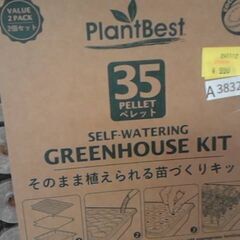 VALUE
2 PACK
2個セット
PlantBest
A 3832
35
PELLET
ペレット
SELF-WATERING
GREENHOUSE KIT
そのまま植えられる苗づくりキッ